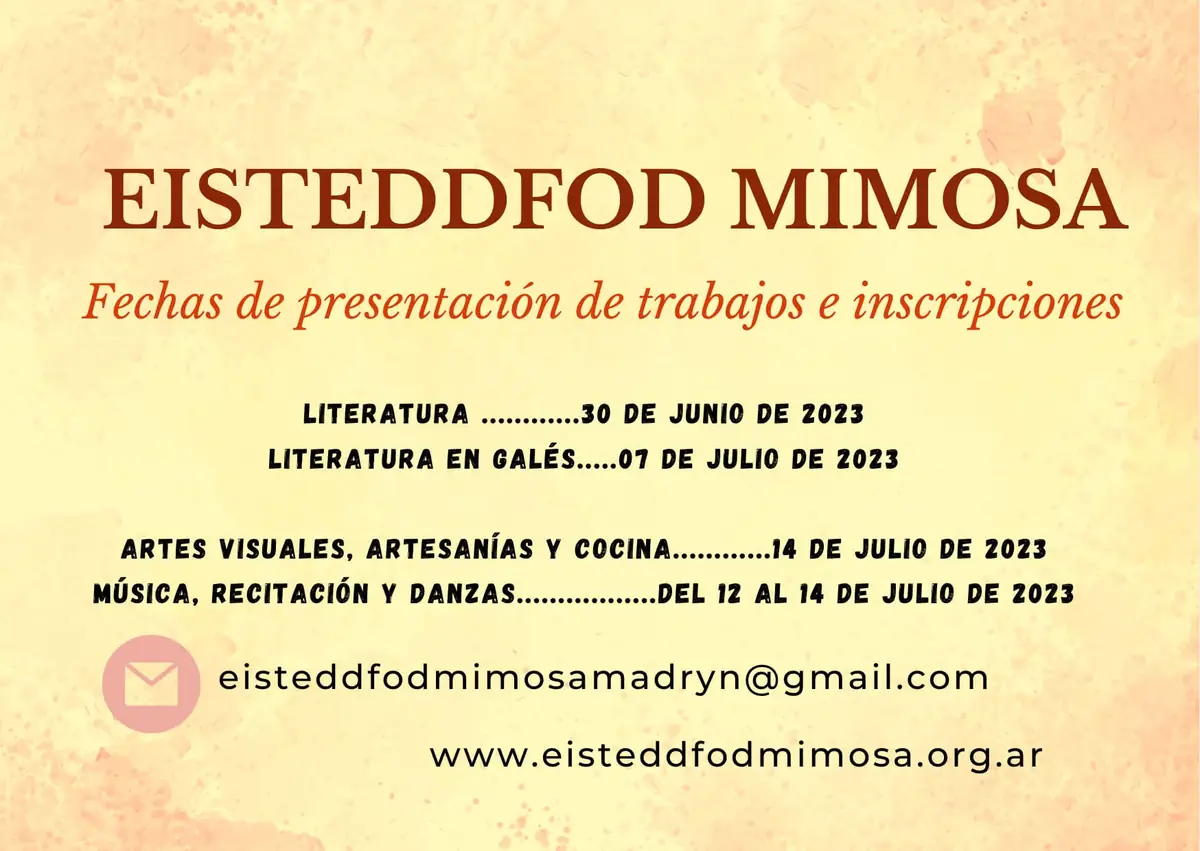 EISTEDDFOD MIMOSA
Fechas de presentación de trabajos e inscripciones
LITERATURA ............30 DE JUNIO DE 2023
LITERATURA EN GALÉS.....07 DE JULIO DE 2023
ARTES VISUALES, ARTESANÍAS Y COCINA............14 DE JULIO DE 2023
MÚSICA, RECITACIÓN Y DANZAS.................DEL 12 AL 14 DE JULIO DE 2023
eisteddfodmimosamadryn@gmail.com
www.eisteddfodmimosa.org.ar